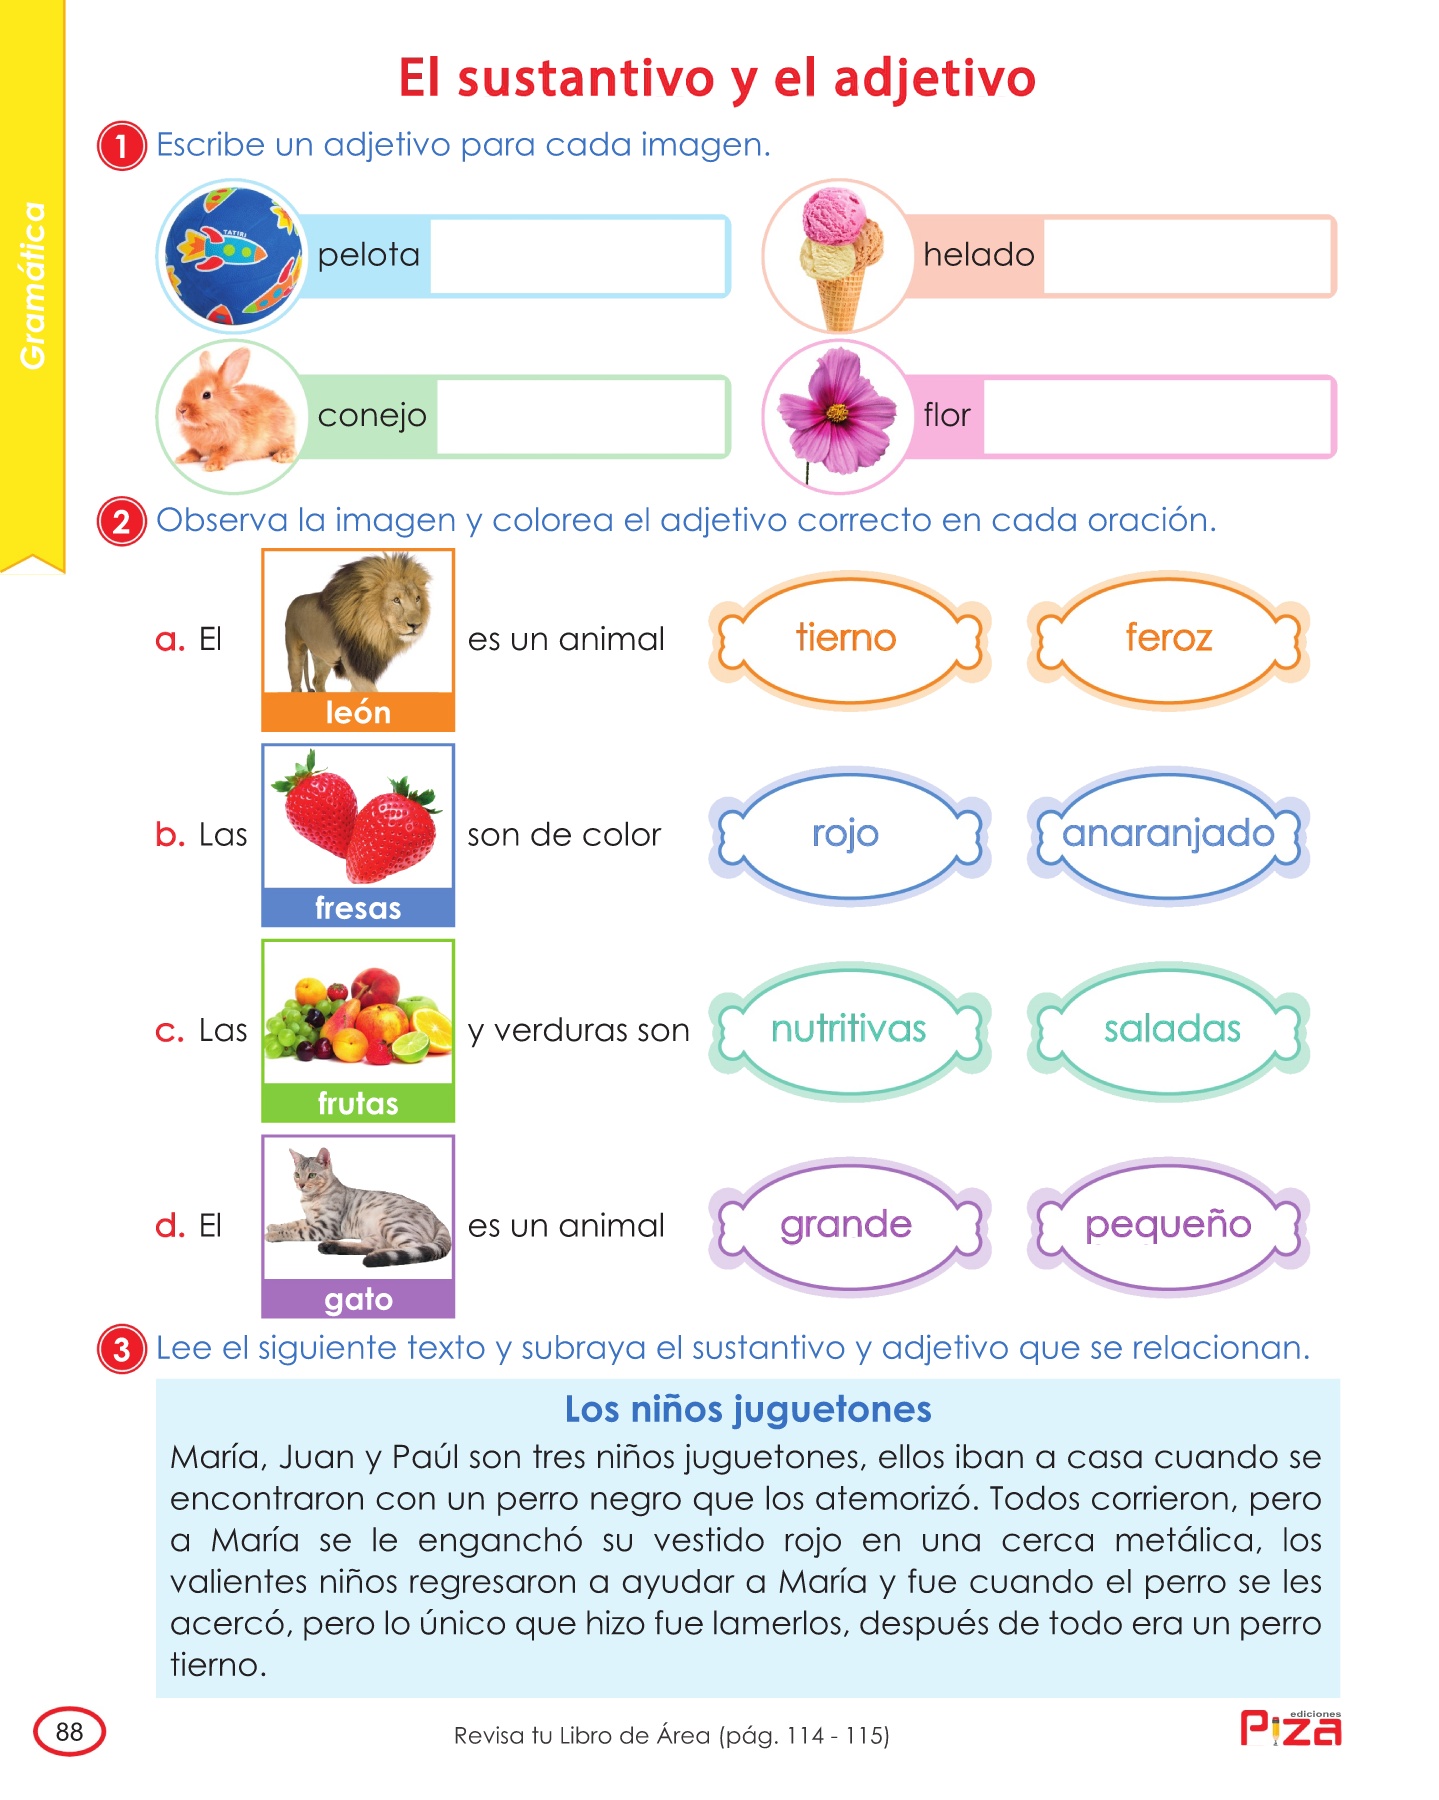 Gramática
El sustantivo y el adjetivo
1 Escribe un adjetivo para cada imagen.
TATITI
pelota
helado
conejo
flor
2 Observa la imagen y colorea el adjetivo correcto en cada oración.
a. El
león
es un animal
tierno
feroz
b. Las
fresas
son de color
rojo
anaranjado
c. Las
frutas
y verduras son
nutritivas
saladas
d. El
gato
es un animal
grande
pequeño
3 Lee el siguiente texto y subraya el sustantivo y adjetivo que se relacionan.
Los niños juguetones
María, Juan y Paúl son tres niños juguetones, ellos iban a casa cuando se
encontraron con un perro negro que los atemorizó. Todos corrieron, pero
a María se le enganchó su vestido rojo en una cerca metálica, los
valientes niños regresaron a ayudar a María y fue cuando el perro se les
acercó, pero lo único que hizo fue lamerlos, después de todo era un perro
tierno.
88
Revisa tu Libro de Área (pág. 114 - 115)
ediciones
Piza